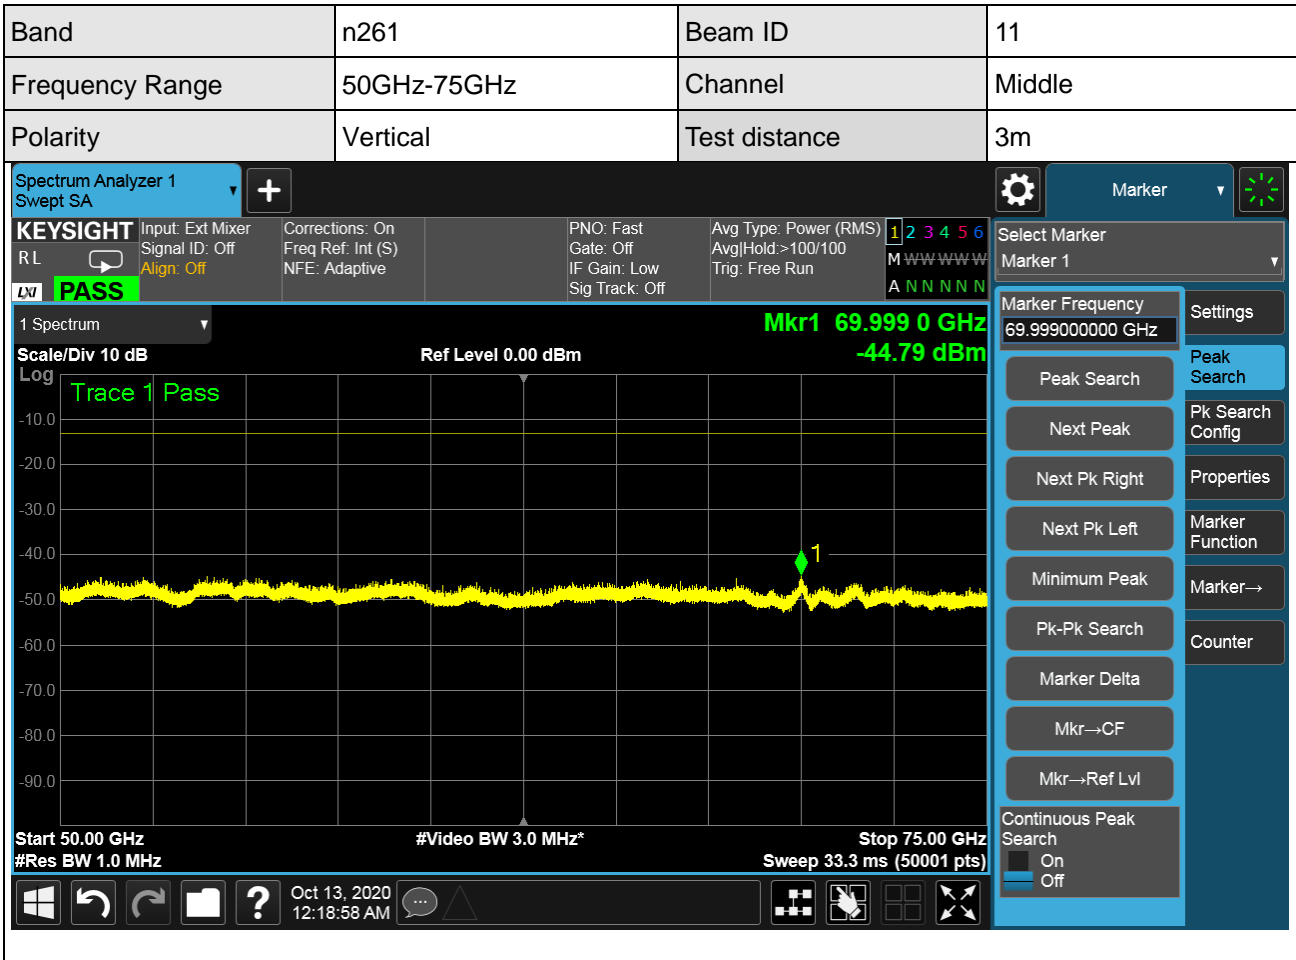 Band n261 Beam ID 11
Frequency Range 50GHz-75GHz Channel Middle
Polarity Vertical Test distance 3m
Spectrum Analyzer 1
Swept SA
+
Marker
KEYSIGHT
RL
LXI PASS
Input: Ext Mixer
Signal ID: Off
Align: Off
Corrections: On
Freq Ref: Int (S)
NFE: Adaptive
PNO: Fast
Gate: Off
IF Gain: Low
Sig Track: Off
Avg Type: Power (RMS)
Avg|Hold:>100/100
Trig: Free Run
1 2 3 4 5 6
M W W W W W
A N N N N N
Select Marker
Marker 1
1 Spectrum
Mkr1 69.999 0 GHz
-44.79 dBm
Scale/Div 10 dB
Ref Level 0.00 dBm
Log
Trace 1 Pass
-10.0
-20.0
-30.0
-40.0
-50.0
-60.0
-70.0
-80.0
-90.0
1
Start 50.00 GHz
#Video BW 3.0 MHz*
Stop 75.00 GHz
#Res BW 1.0 MHz
Sweep 33.3 ms (50001 pts)
Marker Frequency
69.999000000 GHz
Peak Search
Next Peak
Next Pk Right
Next Pk Left
Minimum Peak
Pk-Pk Search
Marker Delta
Mkr→CF
Mkr→Ref Lvl
Continuous Peak
Search
On
Off
Settings
Peak
Search
Pk Search
Config
Properties
Marker
Function
Marker→
Counter
?
Oct 13, 2020
12:18:58 AM